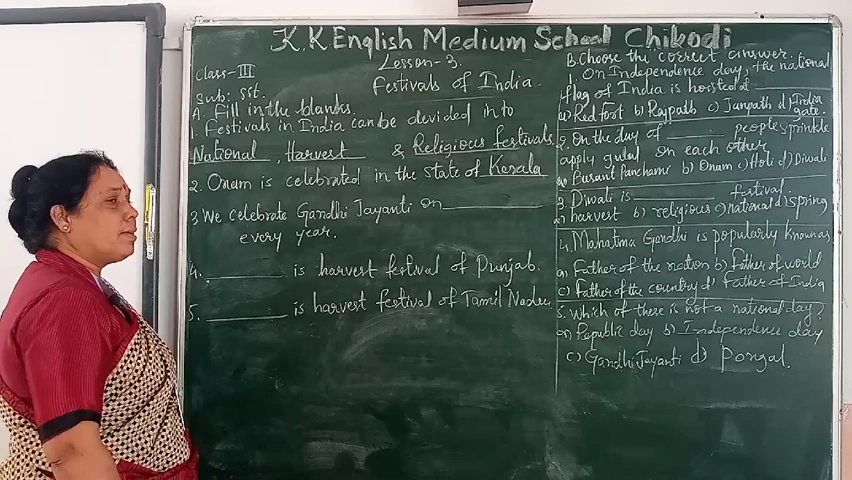 K.K English Medium School Chikodi
Class-III
Lesson-3.
Sub: SST.
Festivals of India.
A. Fill in the blanks.
1. Festivals in India can be devided into
National, Harvest & Religious festivals.
2. Onam is celebrated in the state of Kerala
3 We celebrate Gandhi Jayanti on ________
every year.
4. ________ is harvest festival of Punjab.
5. ________ is harvest festival of Tamil Nadu.
B. Choose the correct answer.
1. On Independence day, the national
flag of India is hoisted at ________
a) Red Fort b) Rajpath c) Janpath d) India gate.
2. On the day of ________ people sprinkle
apply gulal on each other
a) Basant Panchami b) Onam c) Holi d) Diwali
3. Diwali is ________ festival.
a) harvest b) religious c) national d) spring
4. Mahatma Gandhi is popularly known as
a) Father of the nation b) father of world
c) Father of the country d) father of India
5. Which of these is not a national day?
a) Republic day b) Independence day
c) Gandhi Jayanti d) Pongal.